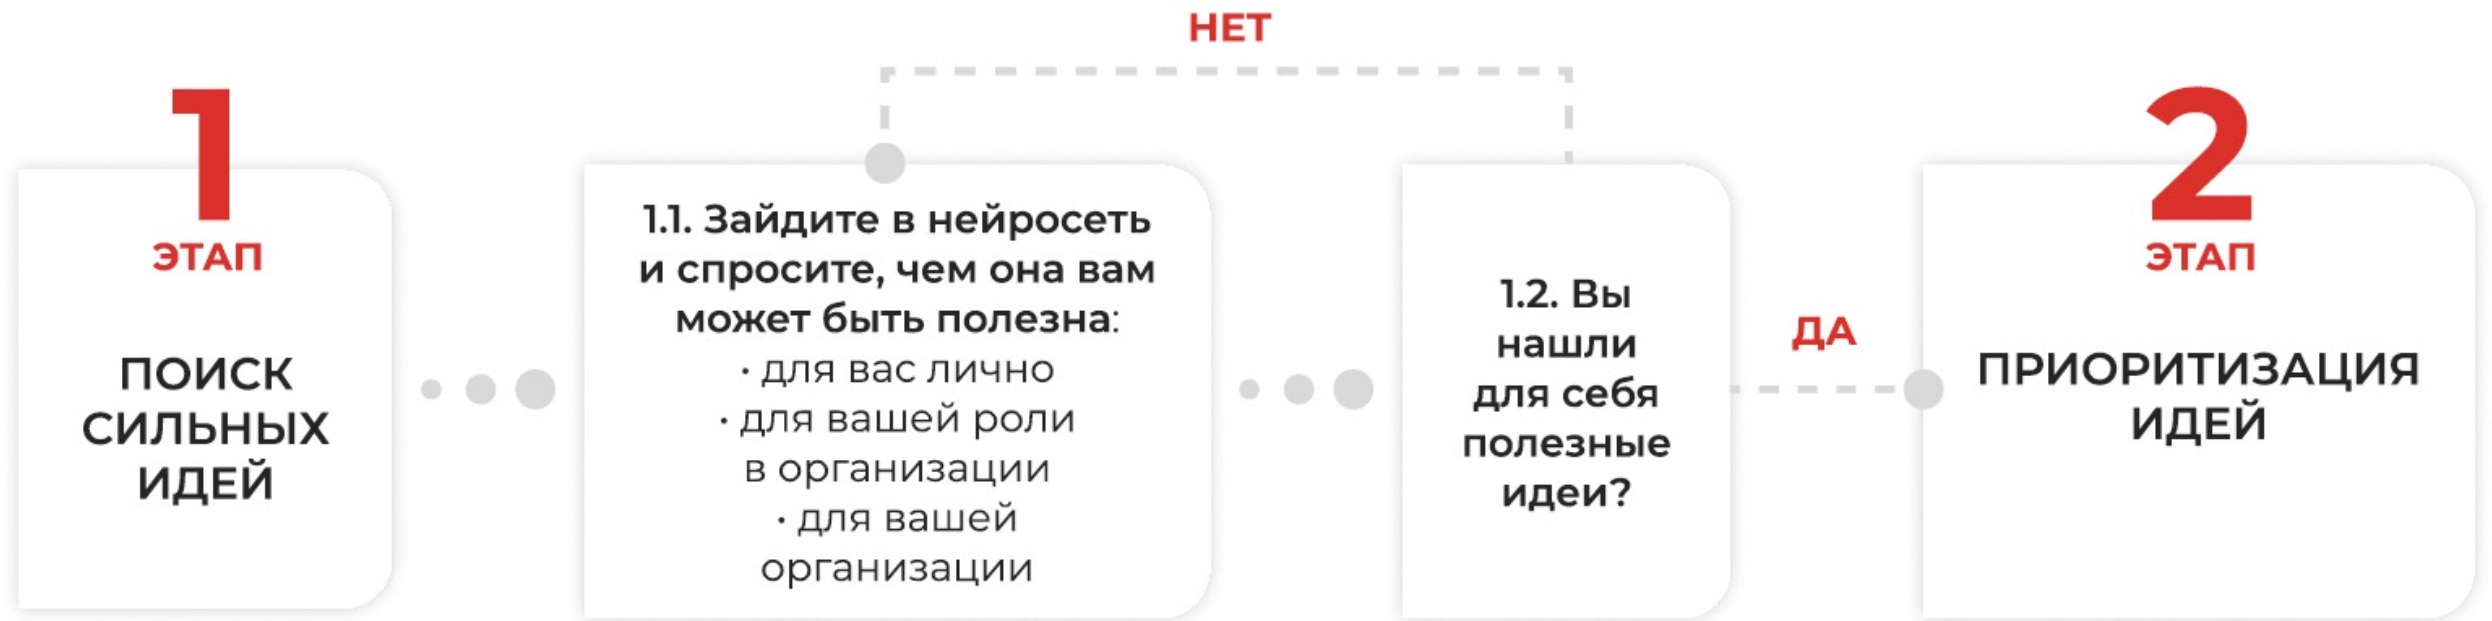 1
ЭТАП
ПОИСК
СИЛЬНЫХ
ИДЕЙ
НЕТ
1.1. Зайдите в нейросеть
и спросите, чем она вам
может быть полезна:
• для вас лично
• для вашей роли
в организации
• для вашей
организации
1.2. Вы
нашли
для себя
полезные
идеи?
ДА
2
ЭТАП
ПРИОРИТИЗАЦИЯ
ИДЕЙ